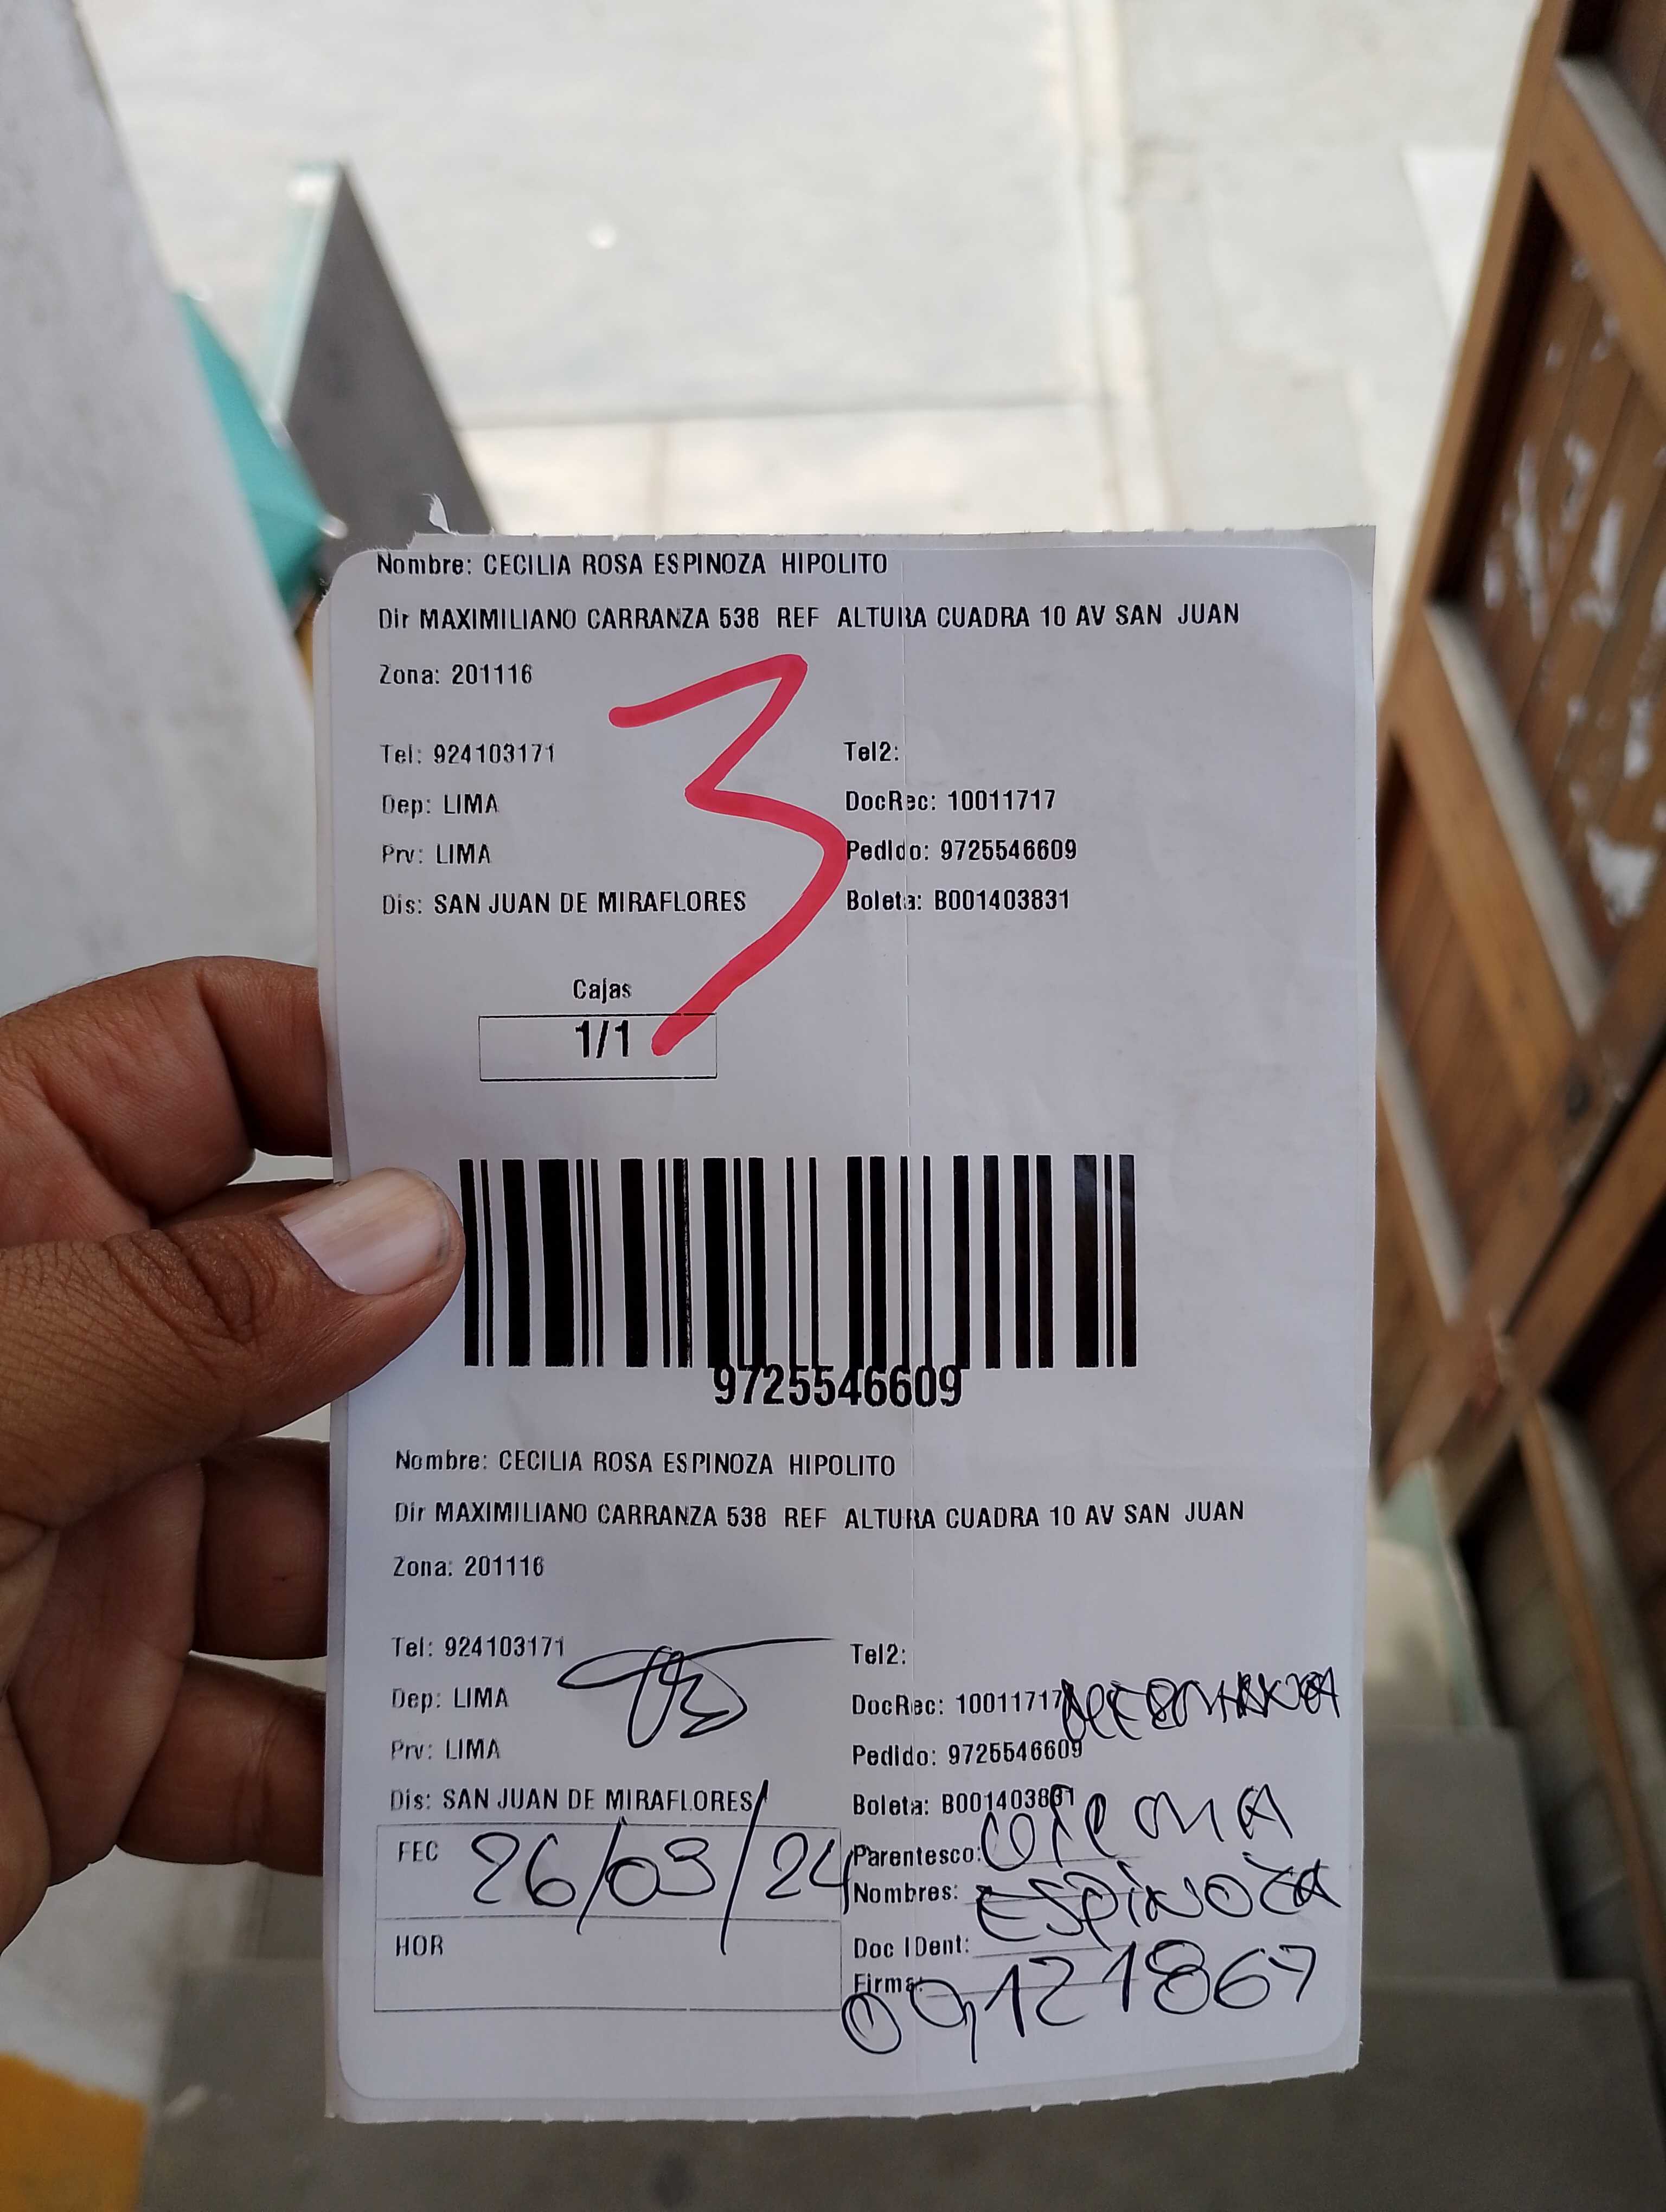 Nombre: CECILIA ROSA ESPINOZA HIPOLITO
Dir MAXIMILIANO CARRANZA 538 REF ALTURA CUADRA 10 AV SAN JUAN
Zona: 201116
3
Tel: 924103171 Tel2:
Dep: LIMA DocRec: 10011717
Prv: LIMA Pedido: 9725546609
Dis: SAN JUAN DE MIRAFLORES Boleta: B001403831
Cajas
1/1
9725546609
Nombre: CECILIA ROSA ESPINOZA HIPOLITO
Dir MAXIMILIANO CARRANZA 538 REF ALTURA CUADRA 10 AV SAN JUAN
Zona: 201116
Tel: 924103171 Tel2:
Dep: LIMA DocRec: 10011717
Prv: LIMA Pedido: 9725546609
Dis: SAN JUAN DE MIRAFLORES Boleta: B001403831
FEC 26/03/24 Parentesco:
Nombres: ESPINOZA
HOR Doc IDent:
Firma: 09121867